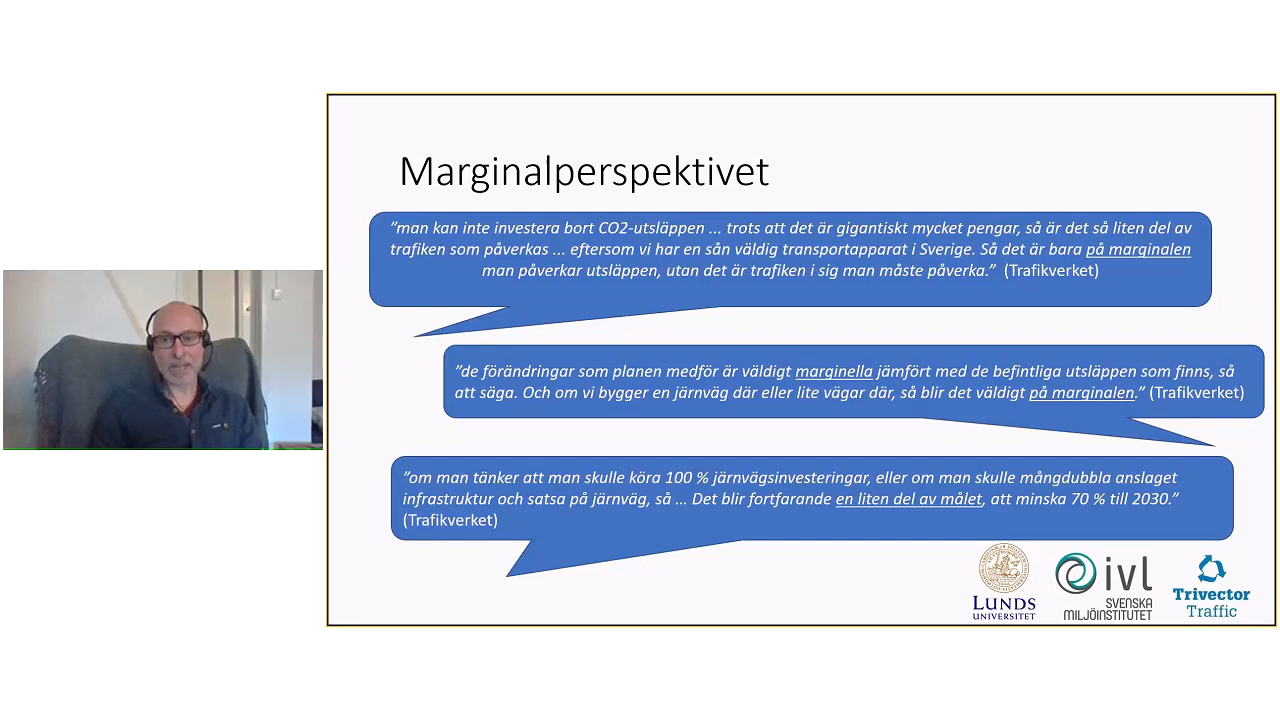 Marginalperspektivet
”man kan inte investera bort CO2-utsläppen ... trots att det är gigantiskt mycket pengar, så är det så liten del av
trafiken som påverkas ... eftersom vi har en sån väldig transportapparat i Sverige. Så det är bara på marginalen
man påverkar utsläppen, utan det är trafiken i sig man måste påverka.” (Trafikverket)
”de förändringar som planen medför är väldigt marginella jämfört med de befintliga utsläppen som finns, så
att säga. Och om vi bygger en järnväg där eller lite vägar där, så blir det väldigt på marginalen.” (Trafikverket)
”om man tänker att man skulle köra 100 % järnvägsinvesteringar, eller om man skulle mångdubbla anslaget
infrastruktur och satsa på järnväg, så … Det blir fortfarande en liten del av målet, att minska 70 % till 2030.”
(Trafikverket)
LUNDS
UNIVERSITET
ivl
SVENSKA
MILJÖINSTITUTET
Trivector
Traffic